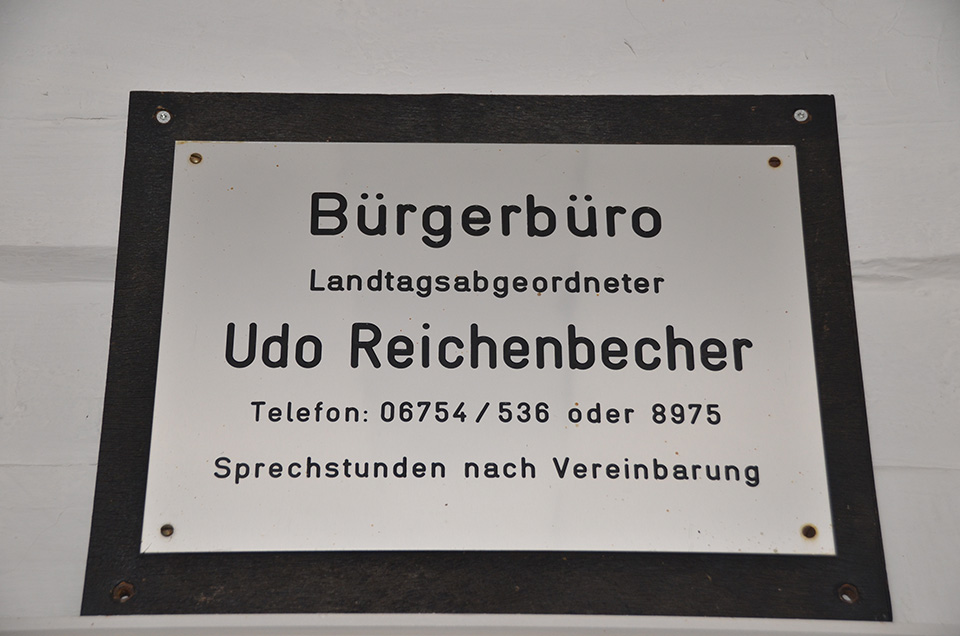 Bürgerbüro
Landtagsabgeordneter
Udo Reichenbecher
Telefon: 06754/536 oder 8975
Sprechstunden nach Vereinbarung